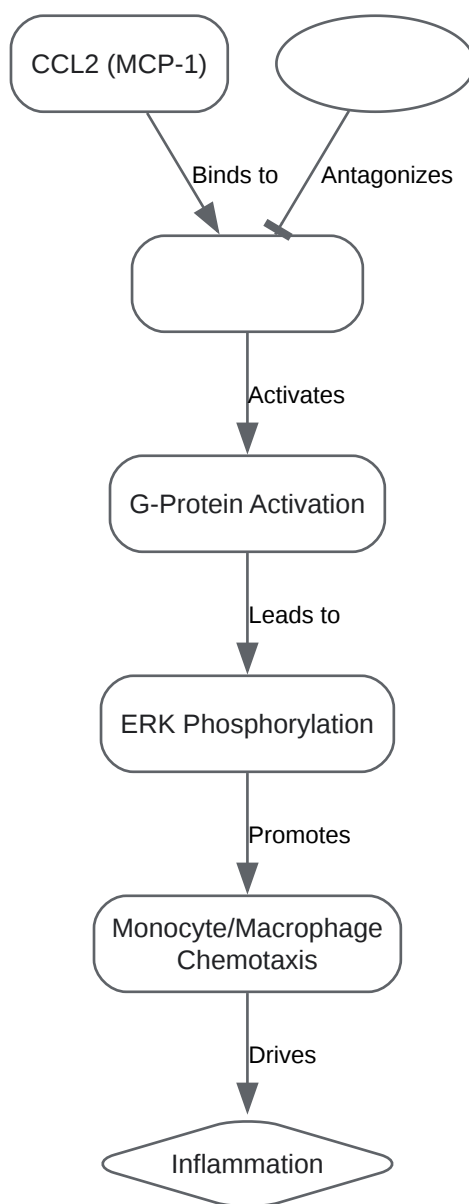 CCL2 (MCP-1)
Binds to
Antagonizes
Activates
G-Protein Activation
Leads to
ERK Phosphorylation
Promotes
Monocyte/Macrophage
Chemotaxis
Drives
Inflammation